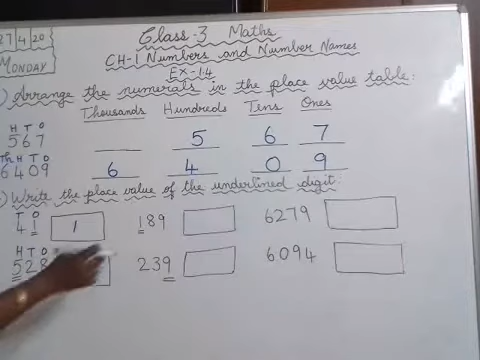 27 4 20
MONDAY
Class-3 Maths
CH-1 Numbers and Number Names
EX-1.4
) Arrange the numerals in the place value table:
Thousands Hundreds Tens Ones
H T O
567 5 6 7
Th H T O
6409 6 4 0 9
) Write the place value of the underlined digit:
T O
41 1 189 6279
H T O
528 239 6094